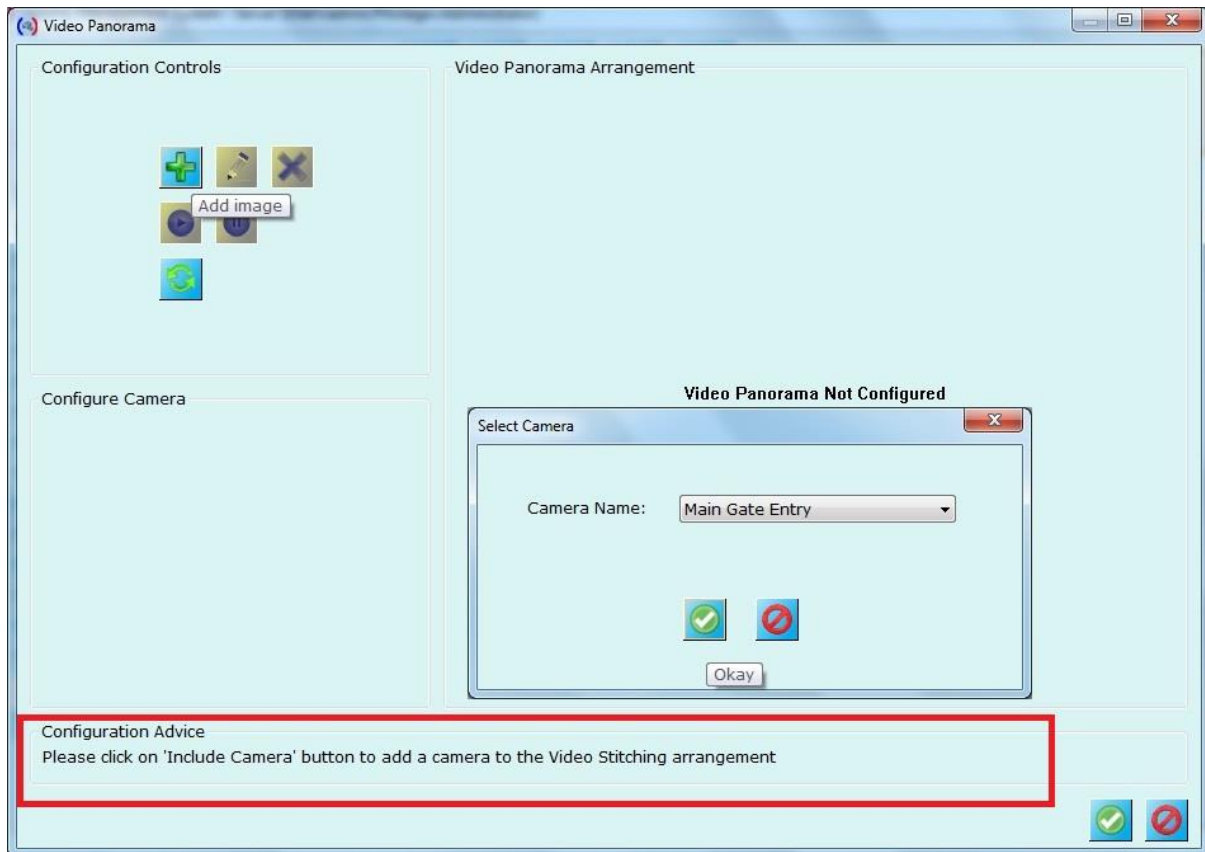 Video Panorama
Configuration Controls
Video Panorama Arrangement
Add image
Configure Camera
Video Panorama Not Configured
Select Camera
Camera Name:
Main Gate Entry
Okay
Configuration Advice
Please click on 'Include Camera' button to add a camera to the Video Stitching arrangement